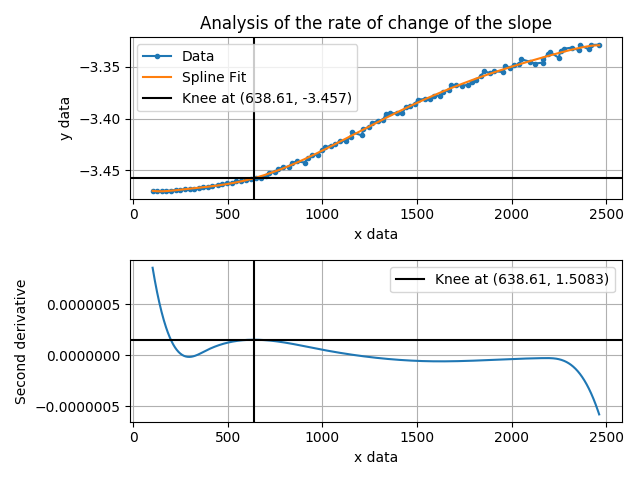 Analysis of the rate of change of the slope
Data
Spline Fit
Knee at (638.61, -3.457)
y data
−3.35
−3.40
−3.45
0 500 1000 1500 2000 2500
x data
Knee at (638.61, 1.5083)
Second derivative
0.0000005
0.0000000
−0.0000005
0 500 1000 1500 2000 2500
x data